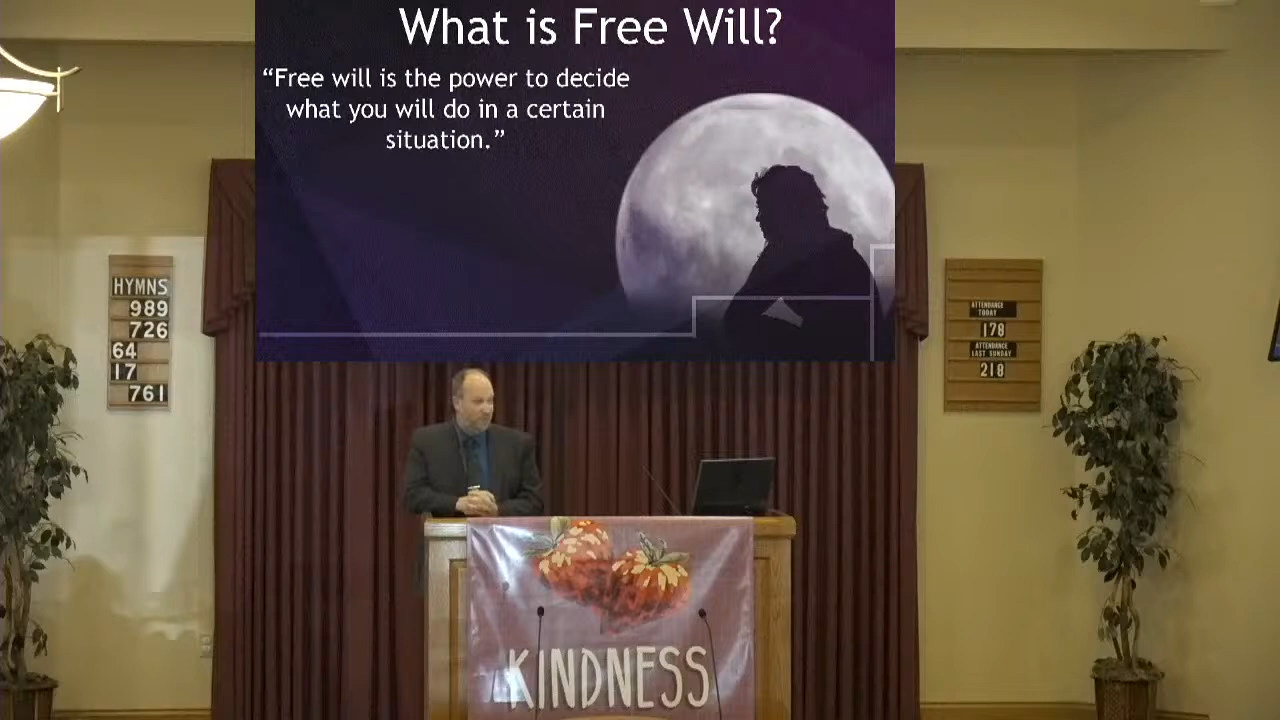 What is Free Will?
“Free will is the power to decide
what you will do in a certain
situation.”
HYMNS
989
726
64
17
761
ATTENDANCE
TODAY
178
ATTENDANCE
LAST SUNDAY
218
KINDNESS